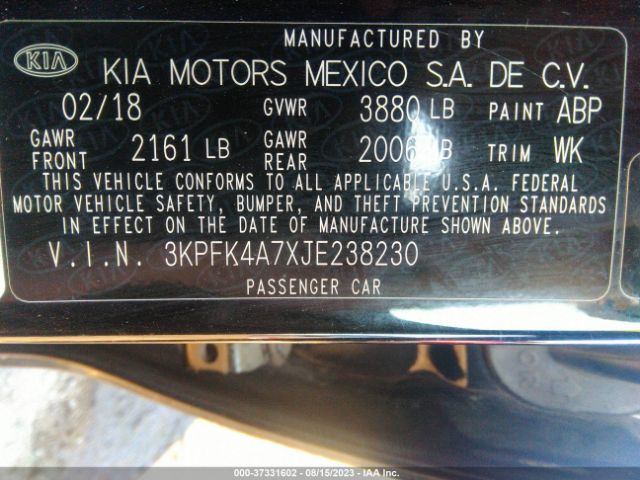 MANUFACTURED BY
KIA KIA MOTORS MEXICO S.A. DE C.V.
02/18 GVWR 3880 LB PAINT ABP
GAWR FRONT 2161 LB GAWR REAR TRIM WK
THIS VEHICLE CONFORMS TO ALL APPLICABLE U.S.A. FEDERAL
MOTOR VEHICLE SAFETY, BUMPER, AND THEFT PREVENTION STANDARDS
IN EFFECT ON THE DATE OF MANUFACTURE SHOWN ABOVE.
V.I.N. 3KPFK4A7XJE238230
PASSENGER CAR
000-37331602 - 08/15/2023 - IAA Inc.